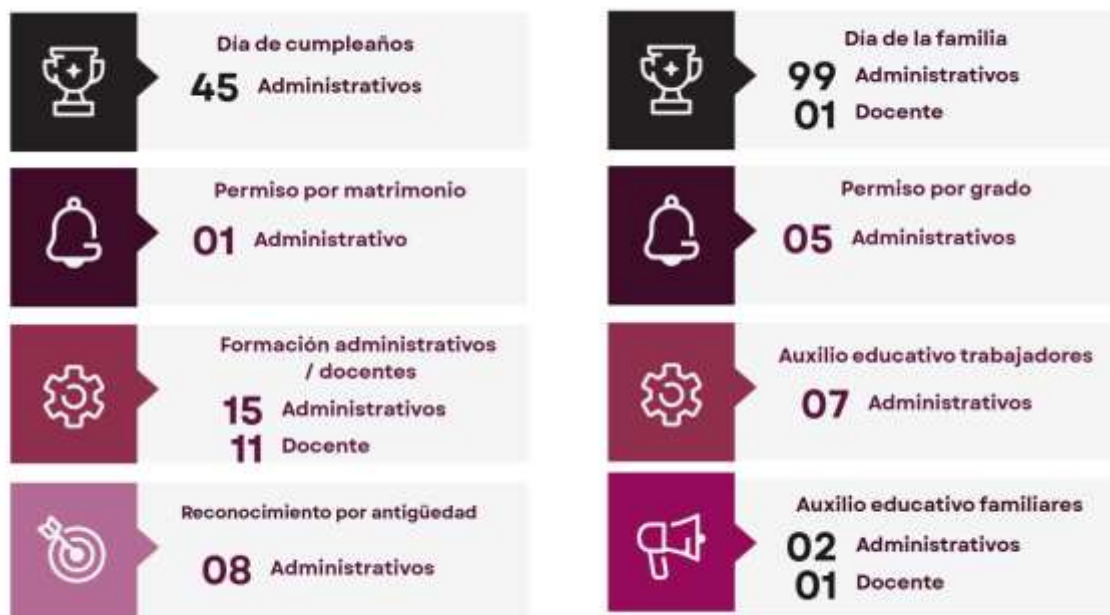 Día de cumpleaños
45 Administrativos
Permiso por matrimonio
01 Administrativo
Formación administrativos
/ docentes
15 Administrativos
11 Docente
Reconocimiento por antigüedad
08 Administrativos
Día de la familia
99 Administrativos
01 Docente
Permiso por grado
05 Administrativos
Auxilio educativo trabajadores
07 Administrativos
Auxilio educativo familiares
02 Administrativos
01 Docente